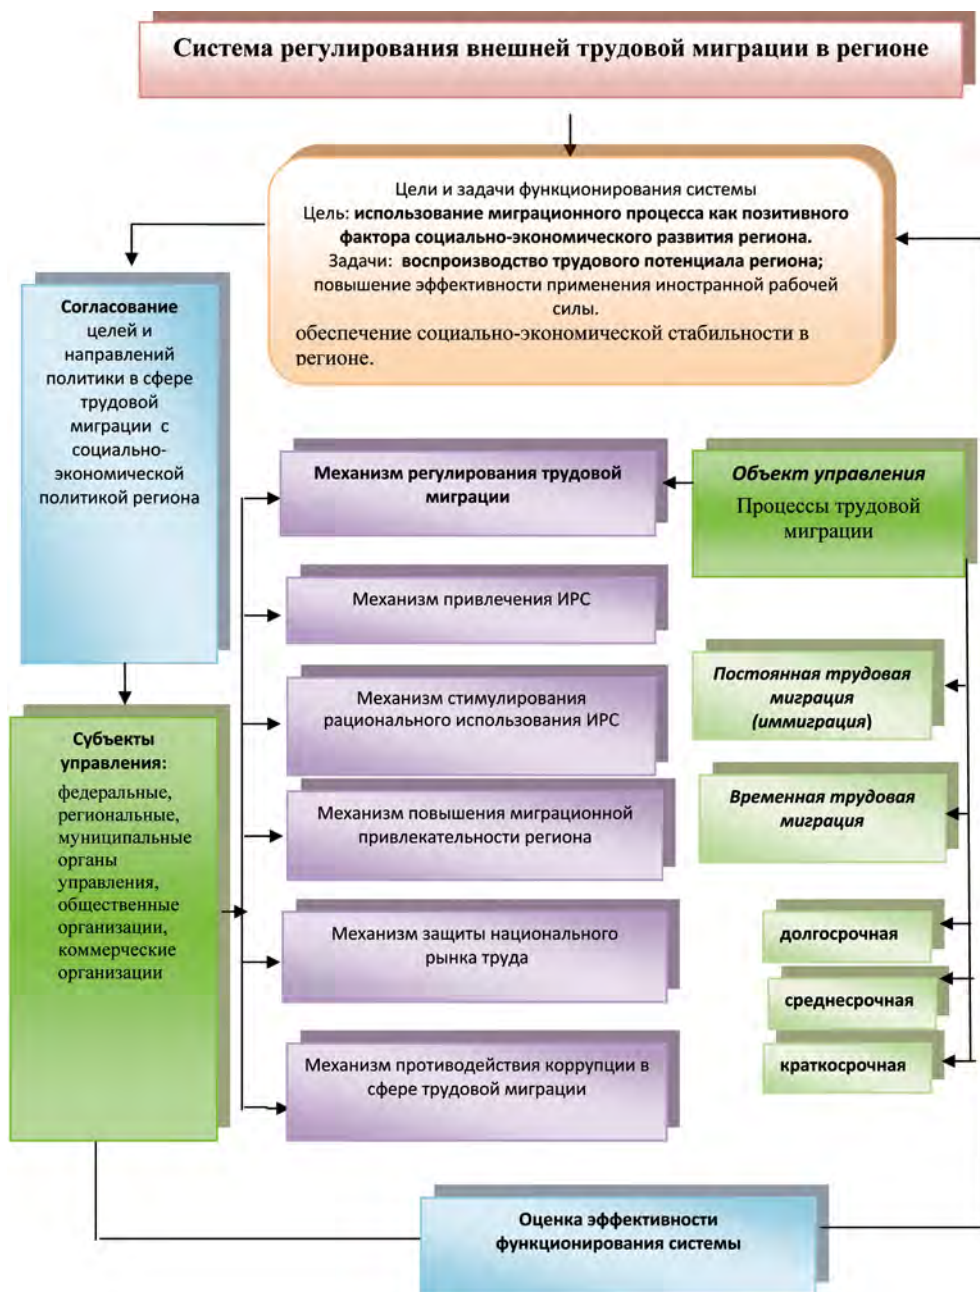 Система регулирования внешней трудовой миграции в регионе
Цели и задачи функционирования системы
Цель: использование миграционного процесса как позитивного
фактора социально-экономического развития региона.
Задачи: воспроизводство трудового потенциала региона;
повышение эффективности применения иностранной рабочей
силы.
обеспечение социально-экономической стабильности в
регионе.
Согласование
целей и
направлений
политики в сфере
трудовой
миграции с
социально-
экономической
политикой региона
Субъекты
управления:
федеральные,
региональные,
муниципальные
органы
управления,
общественные
организации,
коммерческие
организации
Механизм регулирования трудовой
миграции
Механизм привлечения ИРС
Механизм стимулирования
рационального использования ИРС
Механизм повышения миграционной
привлекательности региона
Механизм защиты национального
рынка труда
Механизм противодействия коррупции в
сфере трудовой миграции
Объект управления
Процессы трудовой
миграции
Постоянная трудовая
миграция
(иммиграция)
Временная трудовая
миграция
долгосрочная
среднесрочная
краткосрочная
Оценка эффективности
функционирования системы